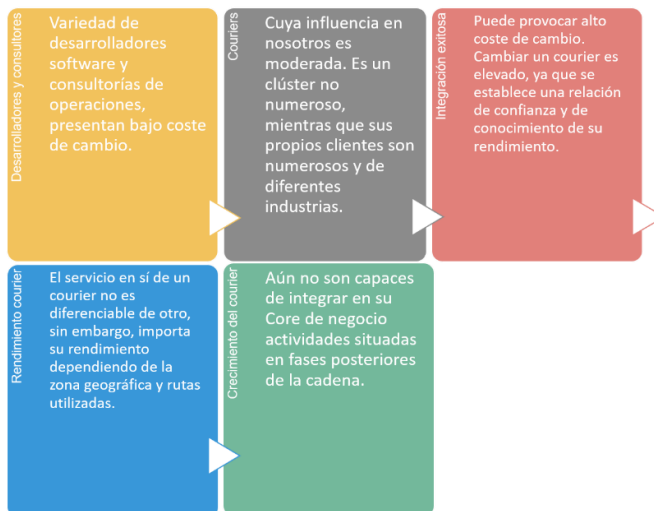 Desarrolladores y consultores
Variedad de
desarrolladores
software y
consultorías de
operaciones,
presentan bajo coste
de cambio.
Couriers
Cuya influencia en
nosotros es
moderada. Es un
clúster no
numeroso,
mientras que sus
propios clientes son
numerosos y de
diferentes
industrias.
Integración exitosa
Puede provocar alto
coste de cambio.
Cambiar un courier es
elevado, ya que se
establece una relación
de confianza y de
conocimiento de su
rendimiento.
Rendimiento courier
El servicio en sí de un
courier no es
diferenciable de otro,
sin embargo, importa
su rendimiento
dependiendo de la
zona geográfica y rutas
utilizadas.
Crecimiento del courier
Aún no son capaces
de integrar en su
Core de negocio
actividades situadas
en fases posteriores
de la cadena.